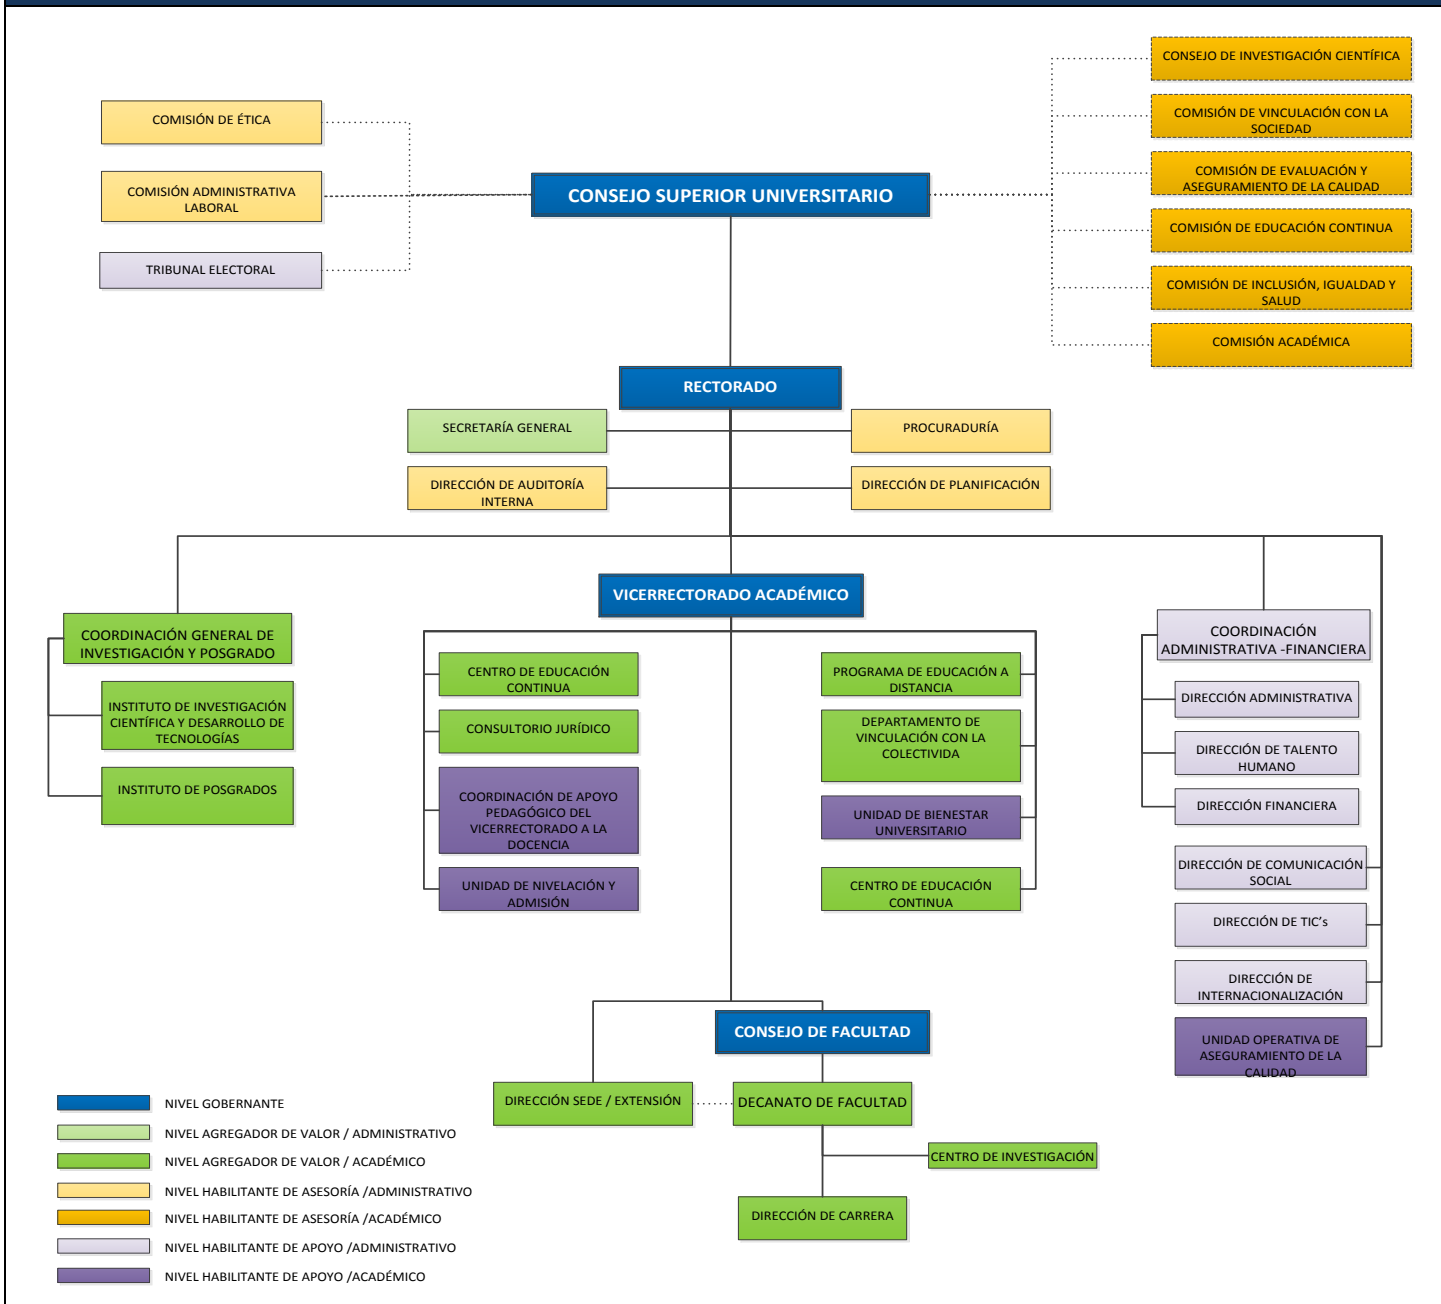 CONSEJO DE INVESTIGACIÓN CIENTÍFICA
COMISIÓN DE VINCULACIÓN CON LA
SOCIEDAD
COMISIÓN DE EVALUACIÓN Y
ASEGURAMIENTO DE LA CALIDAD
COMISIÓN DE EDUCACIÓN CONTINUA
COMISIÓN DE INCLUSIÓN, IGUALDAD Y
SALUD
COMISIÓN ACADÉMICA
COMISIÓN DE ÉTICA
COMISIÓN ADMINISTRATIVA
LABORAL
TRIBUNAL ELECTORAL
CONSEJO SUPERIOR UNIVERSITARIO
RECTORADO
SECRETARÍA GENERAL
PROCURADURÍA
DIRECCIÓN DE AUDITORÍA
INTERNA
DIRECCIÓN DE PLANIFICACIÓN
VICERRECTORADO ACADÉMICO
COORDINACIÓN GENERAL DE
INVESTIGACIÓN Y POSGRADO
INSTITUTO DE INVESTIGACIÓN
CIENTÍFICA Y DESARROLLO DE
TECNOLOGÍAS
INSTITUTO DE POSGRADOS
CENTRO DE EDUCACIÓN
CONTINUA
CONSULTORIO JURÍDICO
COORDINACIÓN DE APOYO
PEDAGÓGICO DEL
VICERRECTORADO A LA
DOCENCIA
UNIDAD DE NIVELACIÓN Y
ADMISIÓN
PROGRAMA DE EDUCACIÓN A
DISTANCIA
DEPARTAMENTO DE
VINCULACIÓN CON LA
COLECTIVIDA
UNIDAD DE BIENESTAR
UNIVERSITARIO
CENTRO DE EDUCACIÓN
CONTINUA
COORDINACIÓN
ADMINISTRATIVA -FINANCIERA
DIRECCIÓN ADMINISTRATIVA
DIRECCIÓN DE TALENTO
HUMANO
DIRECCIÓN FINANCIERA
DIRECCIÓN DE COMUNICACIÓN
SOCIAL
DIRECCIÓN DE TIC's
DIRECCIÓN DE
INTERNACIONALIZACIÓN
UNIDAD OPERATIVA DE
ASEGURAMIENTO DE LA
CALIDAD
CONSEJO DE FACULTAD
DIRECCIÓN SEDE / EXTENSIÓN
DECANATO DE FACULTAD
CENTRO DE INVESTIGACIÓN
DIRECCIÓN DE CARRERA
NIVEL GOBERNANTE
NIVEL AGREGADOR DE VALOR / ADMINISTRATIVO
NIVEL AGREGADOR DE VALOR / ACADÉMICO
NIVEL HABILITANTE DE ASESORÍA /ADMINISTRATIVO
NIVEL HABILITANTE DE ASESORÍA /ACADÉMICO
NIVEL HABILITANTE DE APOYO /ADMINISTRATIVO
NIVEL HABILITANTE DE APOYO /ACADÉMICO